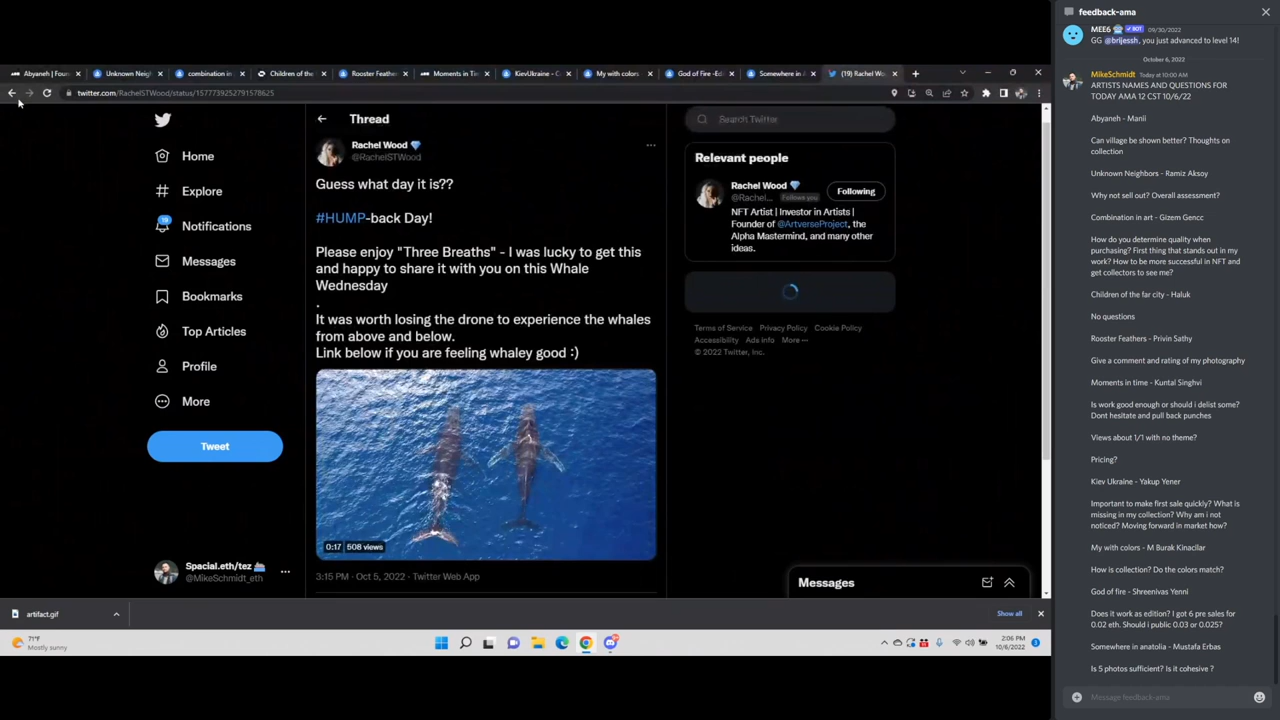 feedback-ama
MEE6 BOT 09/30/2022
GG @brijessh, you just advanced to level 14!
October 6, 2022
MikeSchmidt Today at 10:00 AM
ARTISTS NAMES AND QUESTIONS FOR
TODAY AMA 12 CST 10/6/22
Abyaneh - Manii
Can village be shown better? Thoughts on
collection
Unknown Neighbors - Ramiz Aksoy
Why not sell out? Overall assessment?
Combination in art - Gizem Gencc
How do you determine quality when
purchasing? First thing that stands out in my
work? How to be more successful in NFT and
get collectors to see me?
Children of the far city - Haluk
No questions
Rooster Feathers - Privin Sathy
Give a comment and rating of my photography
Moments in time - Kuntal Singhvi
Is work good enough or should i delist some?
Dont hesitate and pull back punches
Views about 1/1 with no theme?
Pricing?
Kiev Ukraine - Yakup Yener
Important to make first sale quickly? What is
missing in my collection? Why am i not
noticed? Moving forward in market how?
My with colors - M Burak Kinacilar
How is collection? Do the colors match?
God of fire - Shreenivas Yenni
Does it work as edition? I got 6 pre sales for
0.02 eth. Should i public 0.03 or 0.025?
Somewhere in anatolia - Mustafa Erbas
Is 5 photos sufficient? Is it cohesive ?
Message feedback-ama
Abyaneh | Foun
Unknown Neigh
combination in
Children of the
Rooster Feather
Moments in Tim
KievUkraine - C
My with colors
God of fire - Edi
Somewhere in a
(19) Rachel Woo
twitter.com/RachelSTWood/status/1577739252791578625
Home
Explore
19
Notifications
Messages
Bookmarks
Top Articles
Profile
More
Tweet
Spacial.eth/tez
@MikeSchmidt_eth
Thread
Rachel Wood
@RachelSTWood
Guess what day it is??
#HUMP-back Day!
Please enjoy "Three Breaths" - I was lucky to get this
and happy to share it with you on this Whale
Wednesday
.
It was worth losing the drone to experience the whales
from above and below.
Link below if you are feeling whaley good :)
0:17 508 views
3:15 PM · Oct 5, 2022 · Twitter Web App
Search Twitter
Relevant people
Rachel Wood
@Rachel... Follows you
Following
NFT Artist | Investor in Artists |
Founder of @ArtverseProject, the
Alpha Mastermind, and many other
ideas.
Terms of Service Privacy Policy Cookie Policy
Accessibility Ads info More ···
© 2022 Twitter, Inc.
Messages
artifact.gif
Show all
71°F
Mostly sunny
2:06 PM
10/6/2022